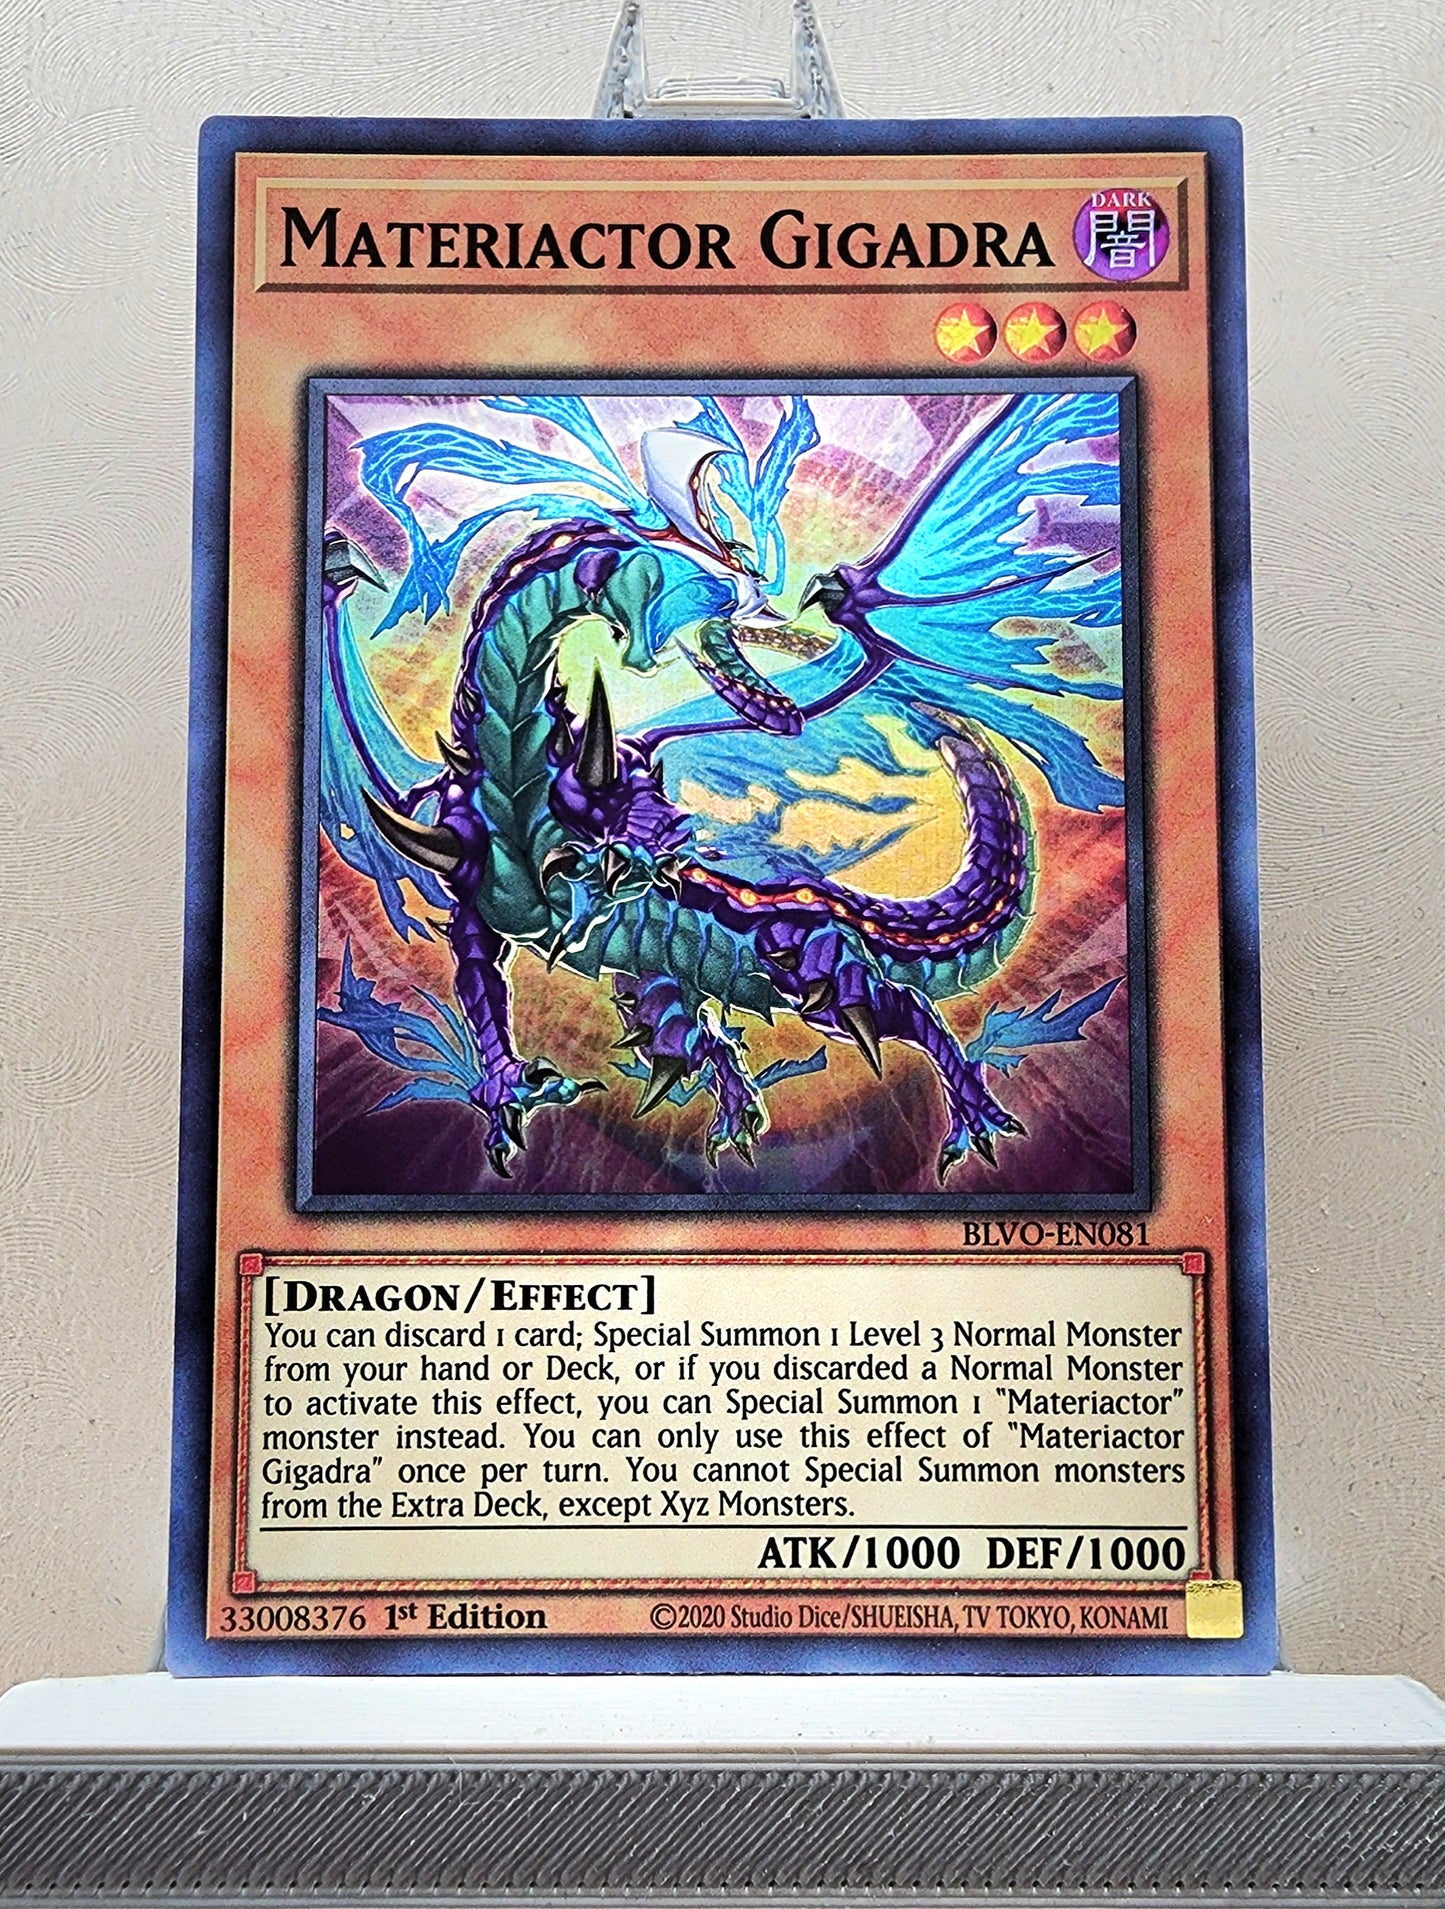 MATERIACTOR GIGADRA
DARK
闇
BLVO-EN081
[DRAGON/EFFECT]
You can discard 1 card; Special Summon 1 Level 3 Normal Monster
from your hand or Deck, or if you discarded a Normal Monster
to activate this effect, you can Special Summon 1 "Materiactor"
monster instead. You can only use this effect of "Materiactor
Gigadra" once per turn. You cannot Special Summon monsters
from the Extra Deck, except Xyz Monsters.
ATK/1000 DEF/1000
33008376 1st Edition ©2020 Studio Dice/SHUEISHA, TV TOKYO, KONAMI